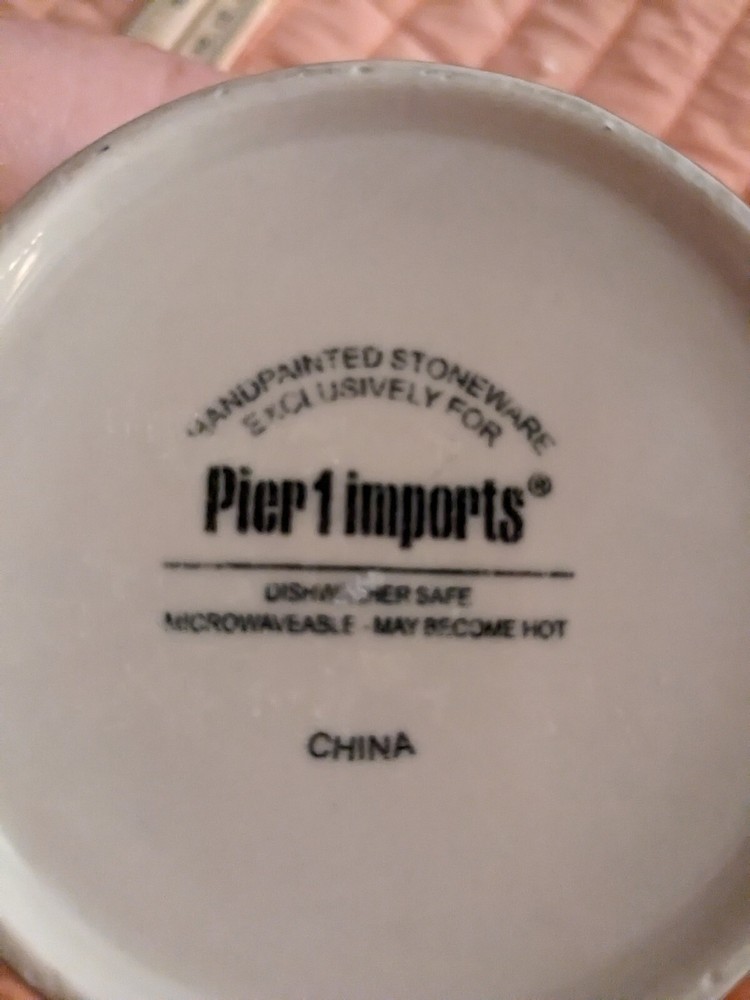 HANDPAINTED STONEWARE
EXCLUSIVELY FOR
Pier 1 imports®
DISHWASHER SAFE
MICROWAVEABLE - MAY BECOME HOT
CHINA